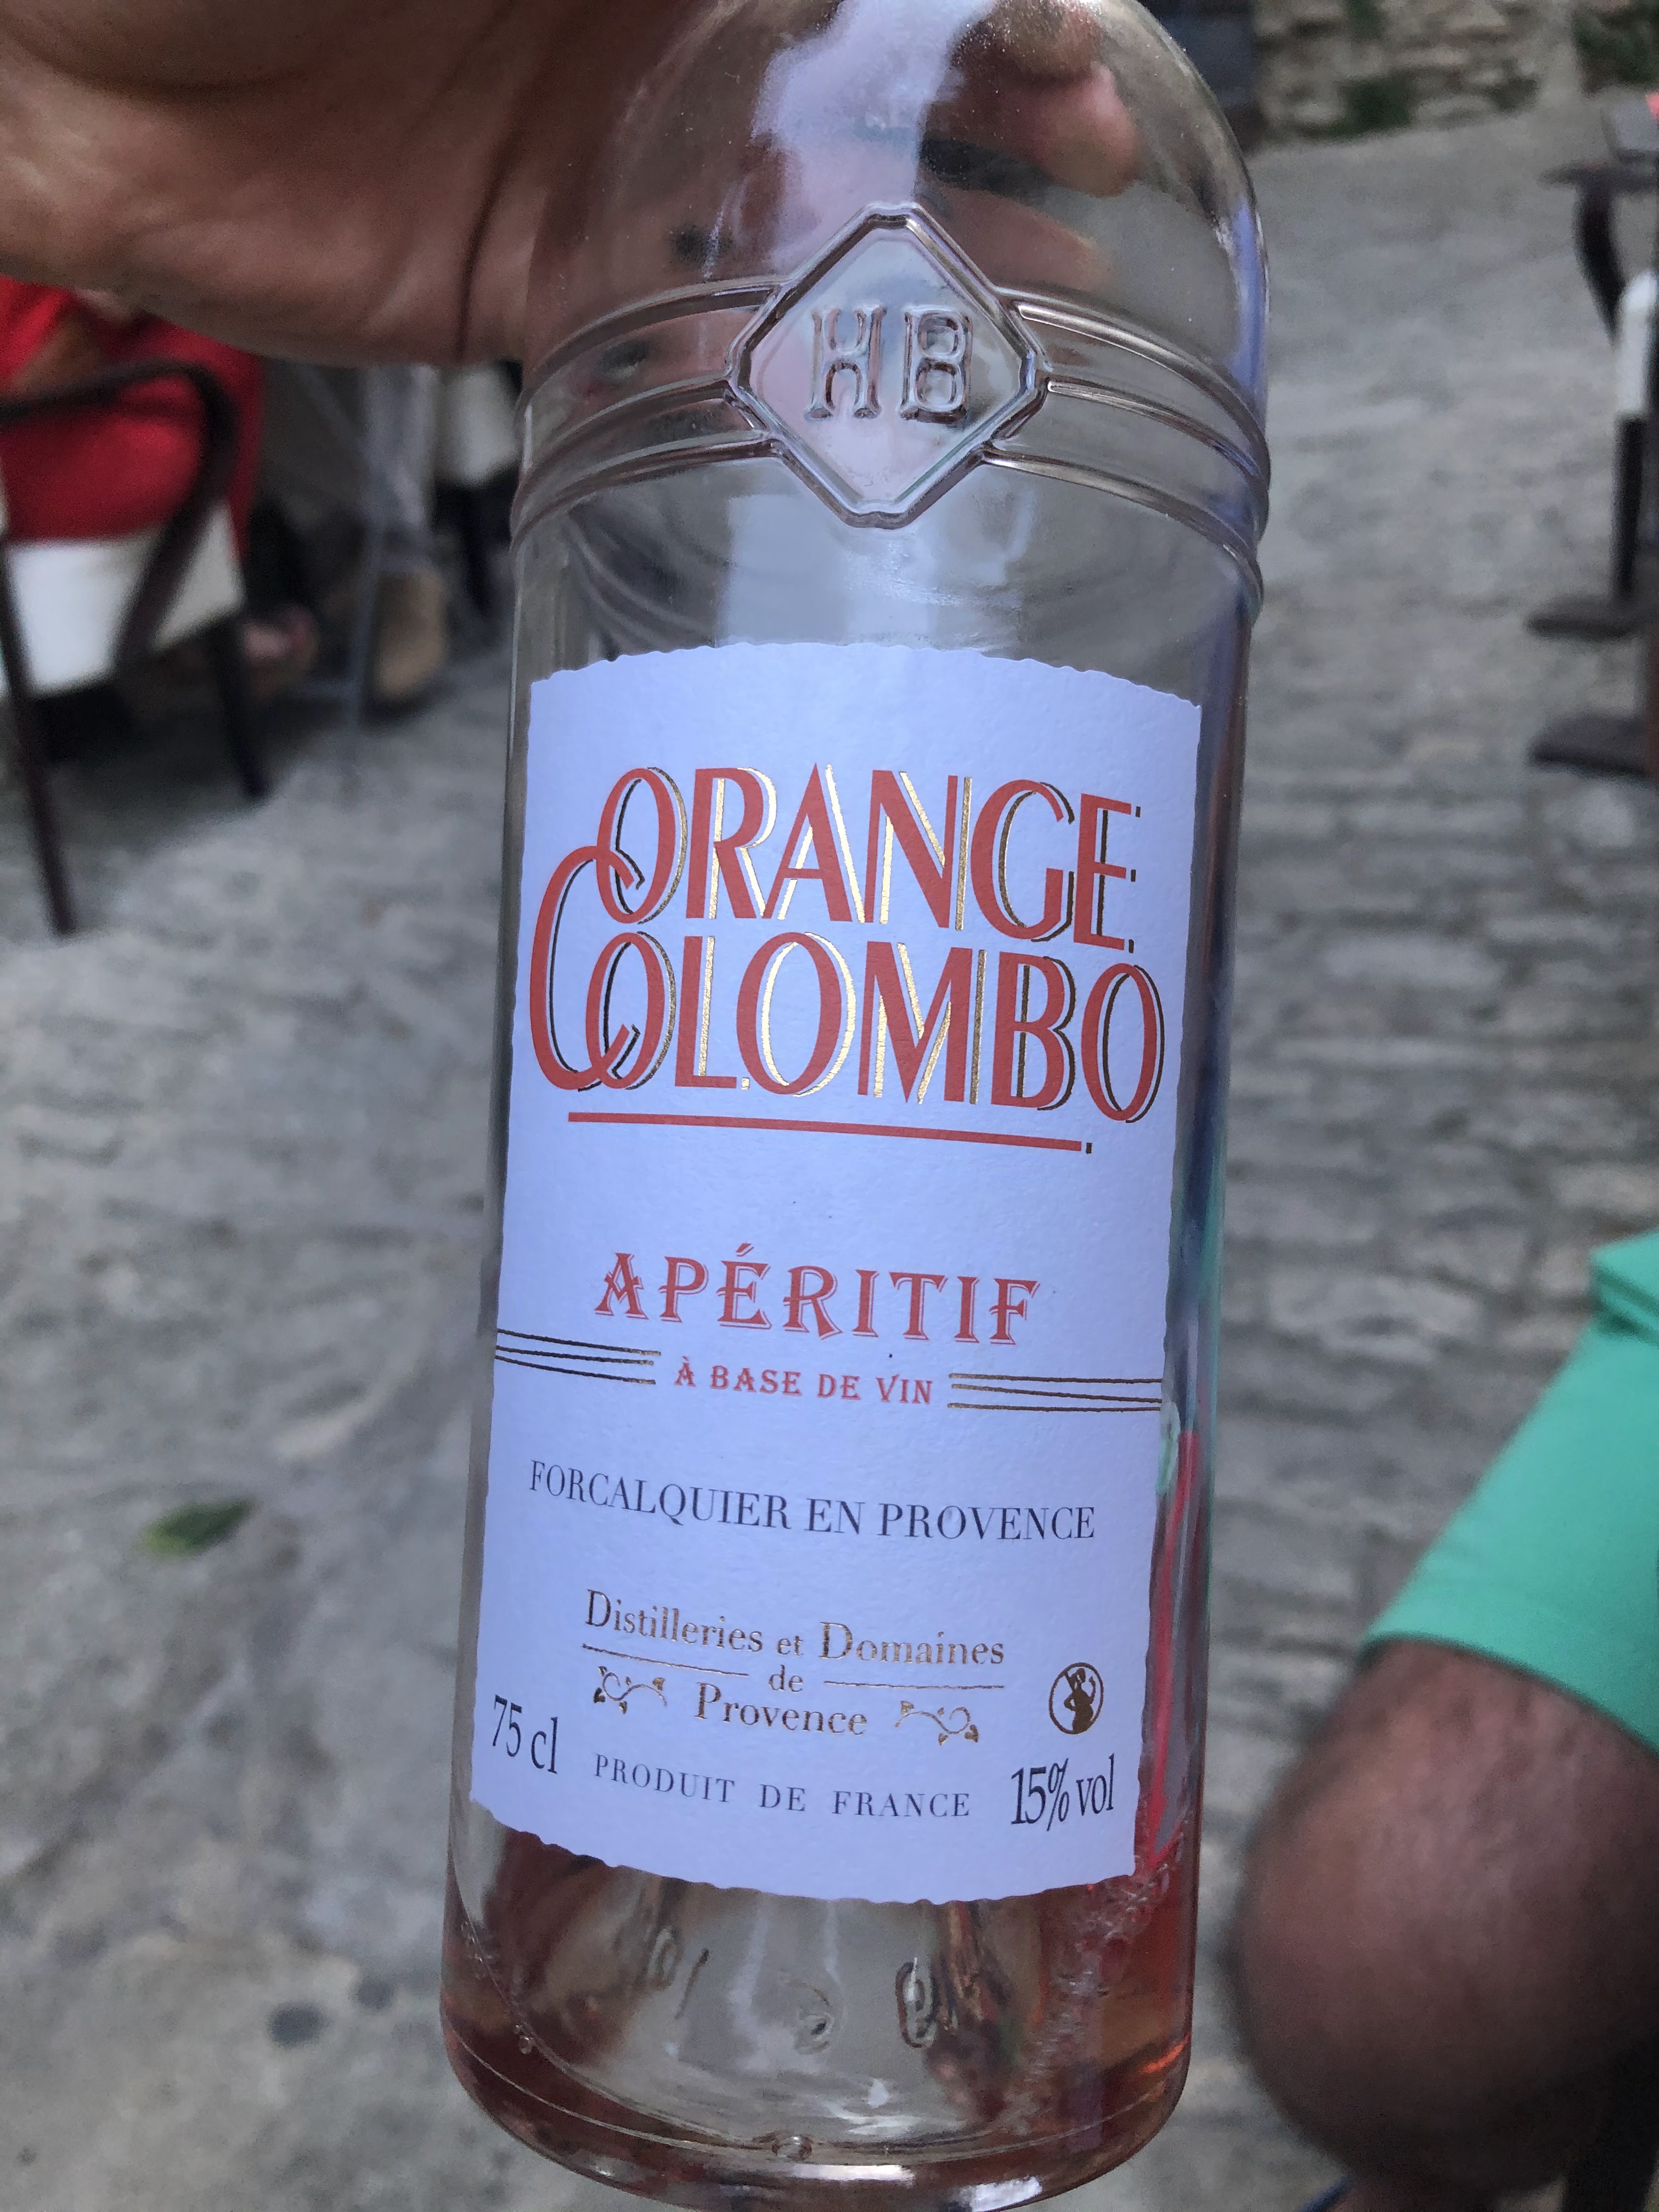 HB
ORANGE
COLOMBO
APÉRITIF
À BASE DE VIN
FORCALQUIER EN PROVENCE
Distilleries et Domaines
de
Provence
75 cl
PRODUIT DE FRANCE
15% vol